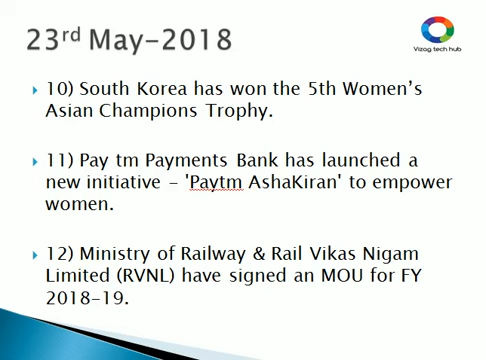 23rd May-2018
Vizag tech hub
10) South Korea has won the 5th Women's
Asian Champions Trophy.
11) Pay tm Payments Bank has launched a
new initiative - 'Paytm AshaKiran' to empower
women.
12) Ministry of Railway & Rail Vikas Nigam
Limited (RVNL) have signed an MOU for FY
2018-19.